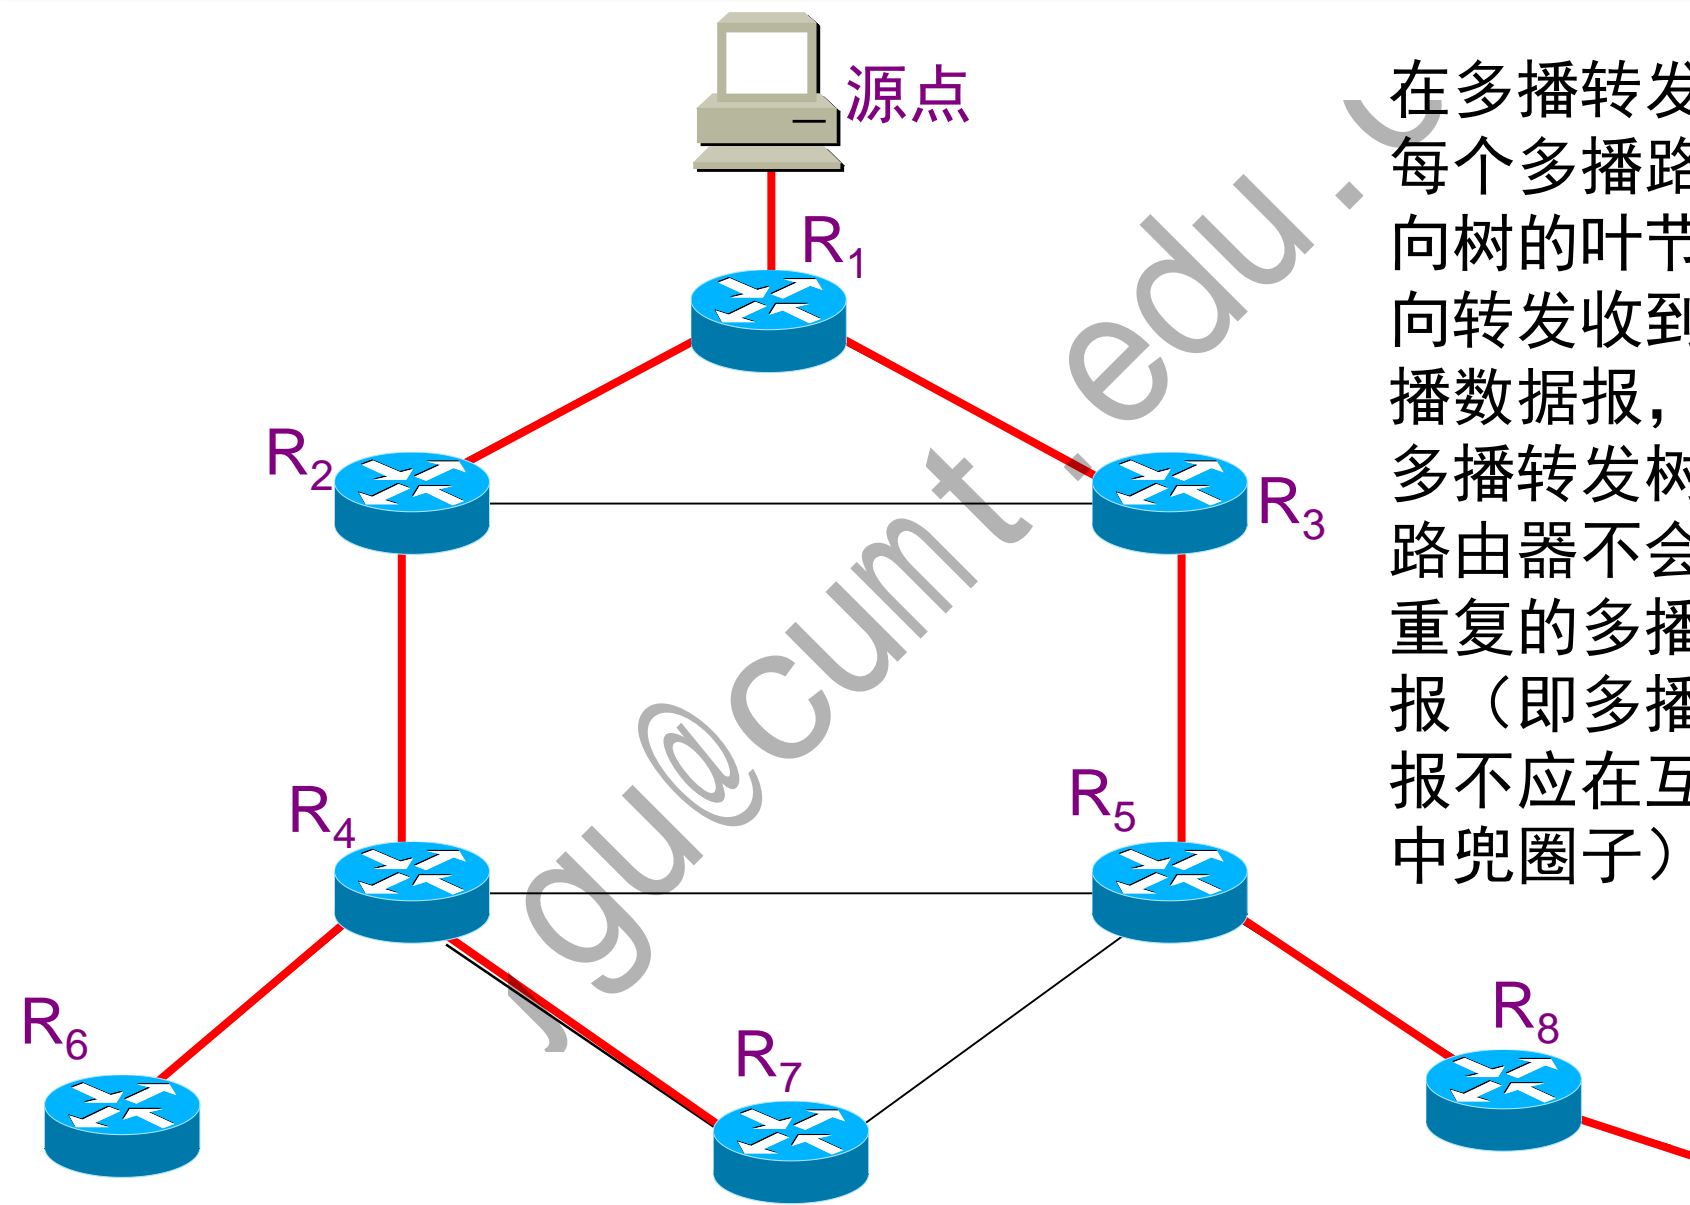 源点
R1
R2
R3
R4
R5
R6
R7
R8
在多播转发
每个多播路
向树的叶节
向转发收到
播数据报，
多播转发树
路由器不会
重复的多播
报（即多播
报不应在互
中兜圈子）
gu@cumt.edu.c